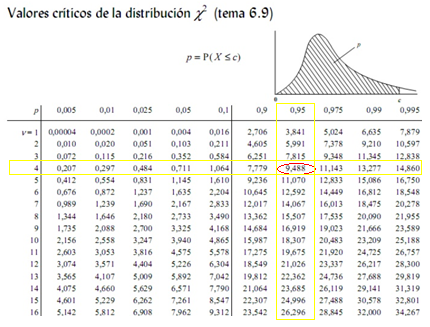 Valores críticos de la distribución χ² (tema 6.9)
p = P(X ≤ c)
p
0 c
p 0,005 0,01 0,025 0,05 0,1 0,9 0,95 0,975 0,99 0,995
ν = 1 0,00004 0,0002 0,001 0,004 0,016 2,706 3,841 5,024 6,635 7,879
2 0,010 0,020 0,051 0,103 0,211 4,605 5,991 7,378 9,210 10,597
3 0,072 0,115 0,216 0,352 0,584 6,251 7,815 9,348 11,345 12,838
4 0,207 0,297 0,484 0,711 1,064 7,779 9,488 11,143 13,277 14,860
5 0,412 0,554 0,831 1,145 1,610 9,236 11,070 12,833 15,086 16,750
6 0,676 0,872 1,237 1,635 2,204 10,645 12,592 14,449 16,812 18,548
7 0,989 1,239 1,690 2,167 2,833 12,017 14,067 16,013 18,475 20,278
8 1,344 1,646 2,180 2,733 3,490 13,362 15,507 17,535 20,090 21,955
9 1,735 2,088 2,700 3,325 4,168 14,684 16,919 19,023 21,666 23,589
10 2,156 2,558 3,247 3,940 4,865 15,987 18,307 20,483 23,209 25,188
11 2,603 3,053 3,816 4,575 5,578 17,275 19,675 21,920 24,725 26,757
12 3,074 3,571 4,404 5,226 6,304 18,549 21,026 23,337 26,217 28,300
13 3,565 4,107 5,009 5,892 7,042 19,812 22,362 24,736 27,688 29,819
14 4,075 4,660 5,629 6,571 7,790 21,064 23,685 26,119 29,141 31,319
15 4,601 5,229 6,262 7,261 8,547 22,307 24,996 27,488 30,578 32,801
16 5,142 5,812 6,908 7,962 9,312 23,542 26,296 28,845 32,000 34,267